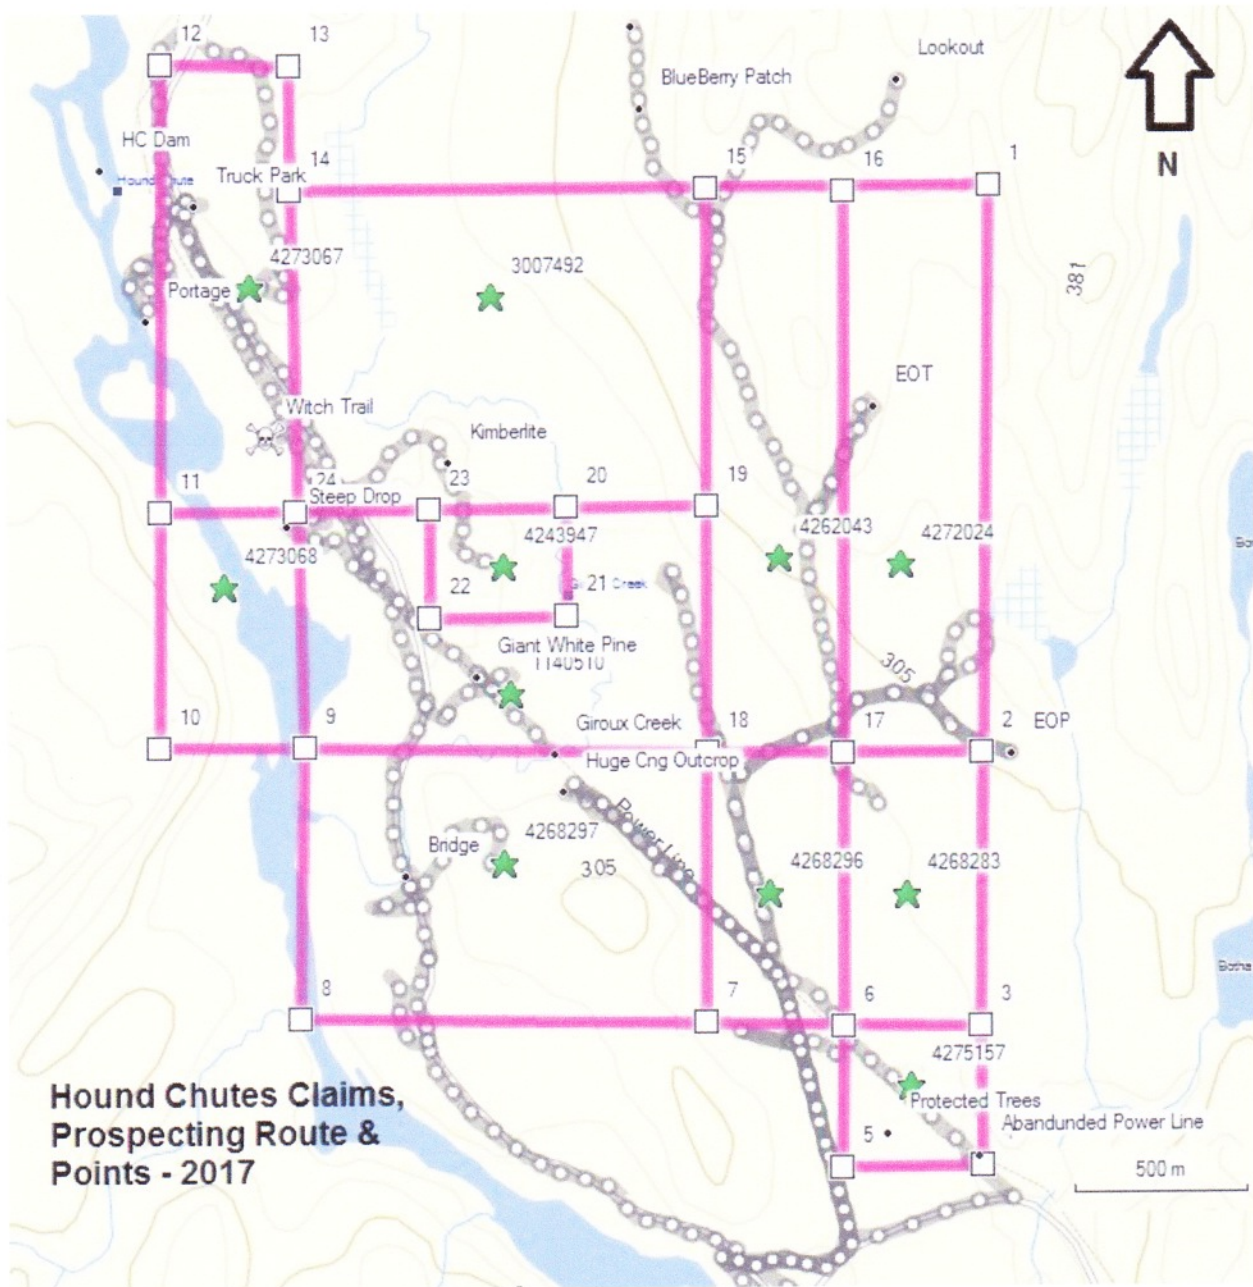 12
13
Lookout
BlueBerry Patch
HC Dam
14
15
16
1
N
Truck Park
4273067
3007492
381
Portage
EOT
Witch Trail
Kimberlite
11
24
23
20
19
Steep Drop
4243947
4262043
4272024
4273068
22
21
Creek
Giant White Pine
1140510
305
10
9
Giroux Creek
18
17
2
EOP
Huge Cng Outcrop
Power Line
Bridge
4268297
305
4268296
4268283
8
7
6
3
4275157
Protected Trees
Hound Chutes Claims,
Prospecting Route &
Points - 2017
5
Abandunded Power Line
500 m